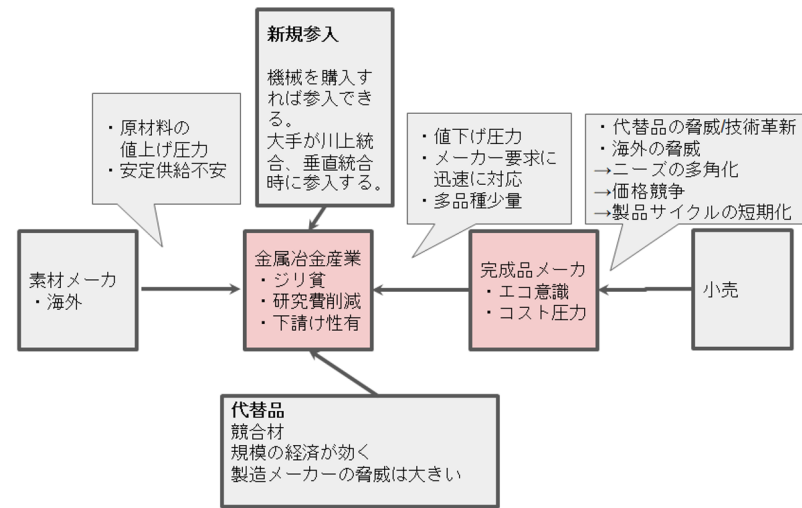 新規参入
機械を購入す
れば参入でき
る。
大手が川上統
合、垂直統合
時に参入する。
・原材料の
値上げ圧力
・安定供給不安
・値下げ圧力
・メーカー要求に
迅速に対応
・多品種少量
・代替品の脅威/技術革新
・海外の脅威
→ニーズの多角化
→価格競争
→製品サイクルの短期化
素材メーカ
・海外
金属冶金産業
・ジリ貧
・研究費削減
・下請け性有
完成品メーカ
・エコ意識
・コスト圧力
小売
代替品
競合材
規模の経済が効く
製造メーカーの脅威は大きい